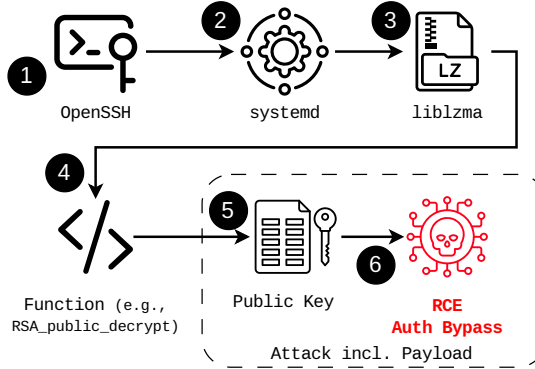 1
OpenSSH
2
systemd
3
LZ
liblzma
4
Function (e.g.,
RSA_public_decrypt)
5
Public Key
6
RCE
Auth Bypass
Attack incl. Payload